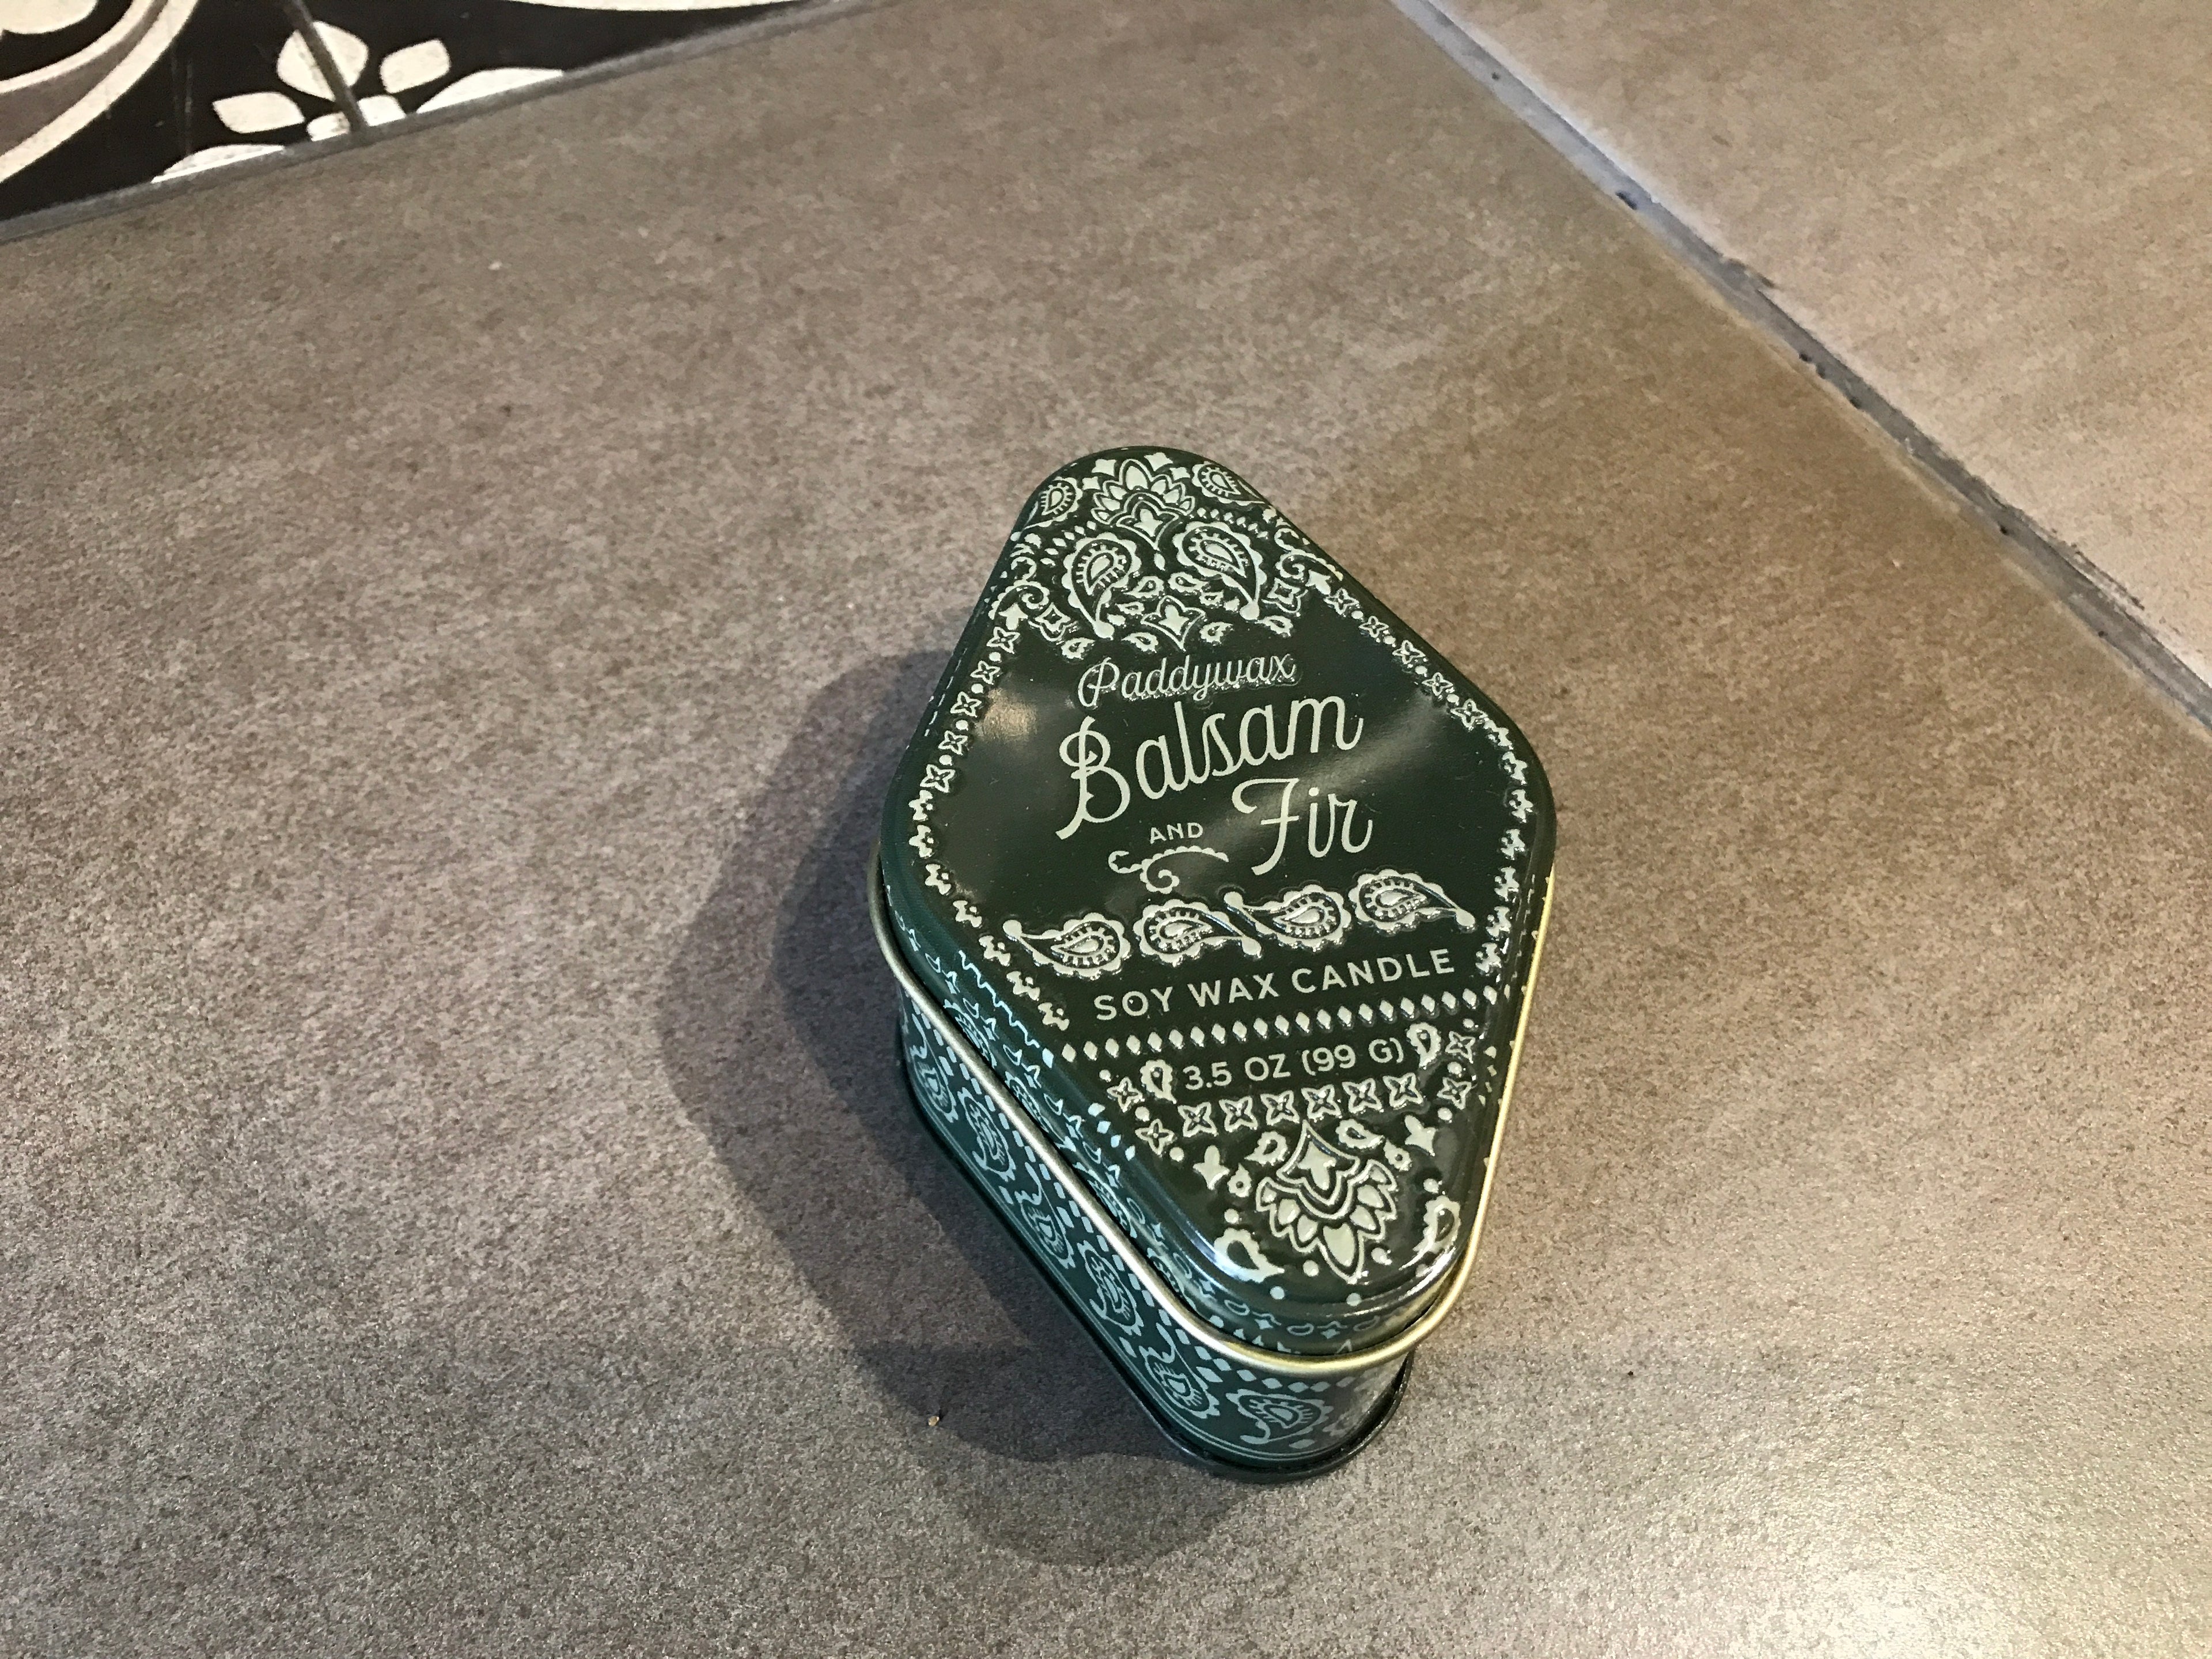 Paddywax
Balsam
AND Fir
SOY WAX CANDLE
3.5 OZ (99 G)